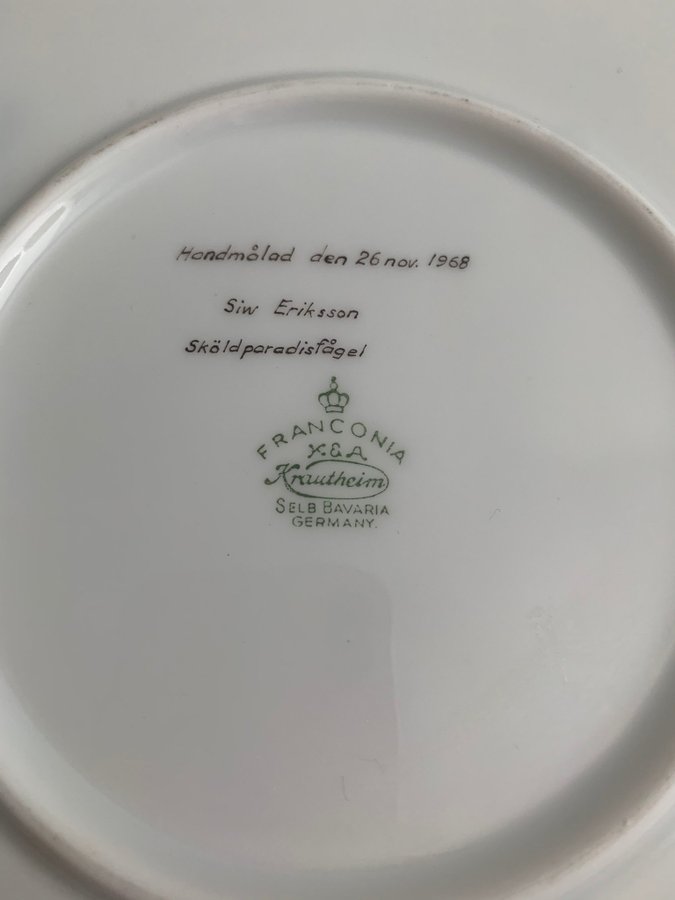 Handmålad den 26 nov. 1968
Siw Eriksson
Sköldparadisfågel
FRANCONIA
K&A
Krautheim
SELB BAVARIA
GERMANY.